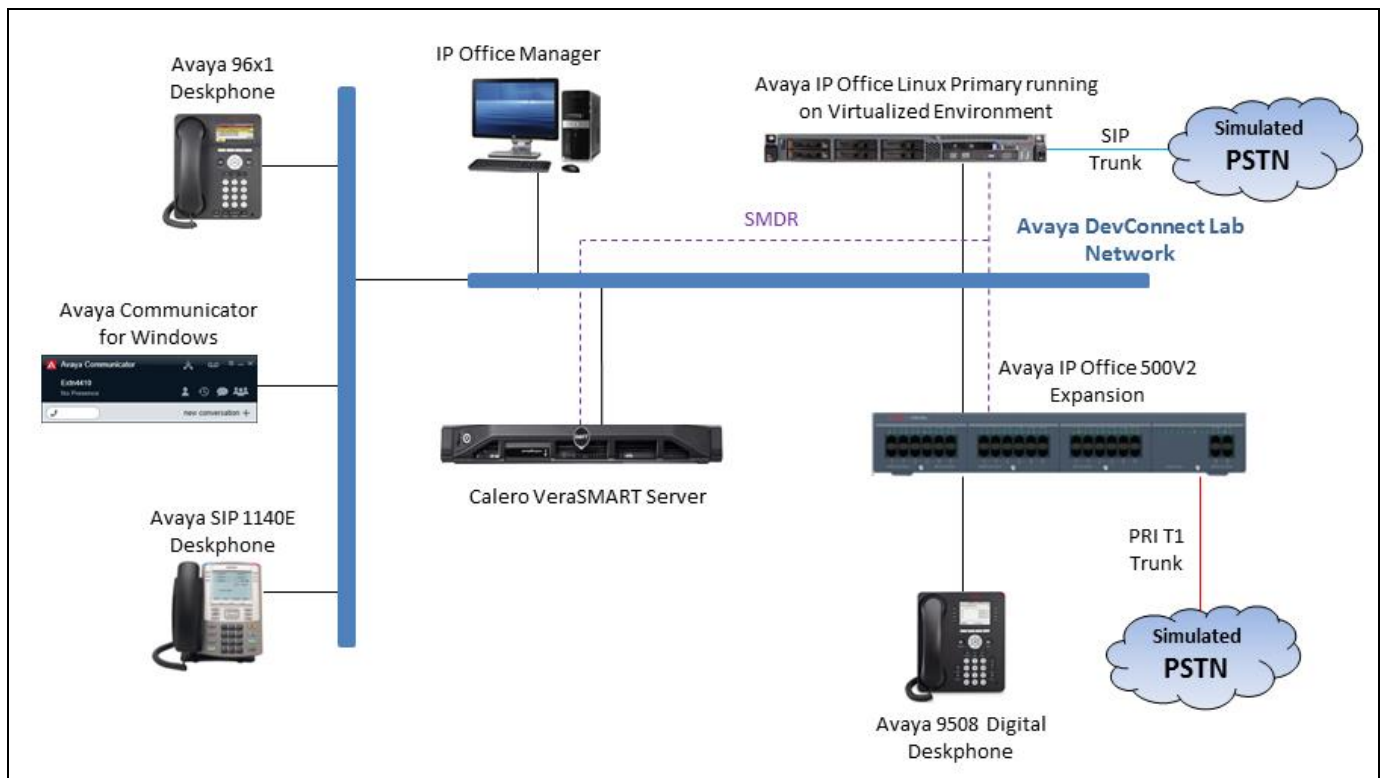 IP Office Manager
Avaya 96x1
Deskphone
Avaya IP Office Linux Primary running
on Virtualized Environment
SIP
Trunk
Simulated
PSTN
SMDR
Avaya DevConnect Lab
Network
Avaya Communicator
for Windows
Avaya Communicator
Extn4410
No Presence
new conversation +
Avaya IP Office 500V2
Expansion
Calero VeraSMART Server
Avaya SIP 1140E
Deskphone
PRI T1
Trunk
Simulated
PSTN
Avaya 9508 Digital
Deskphone